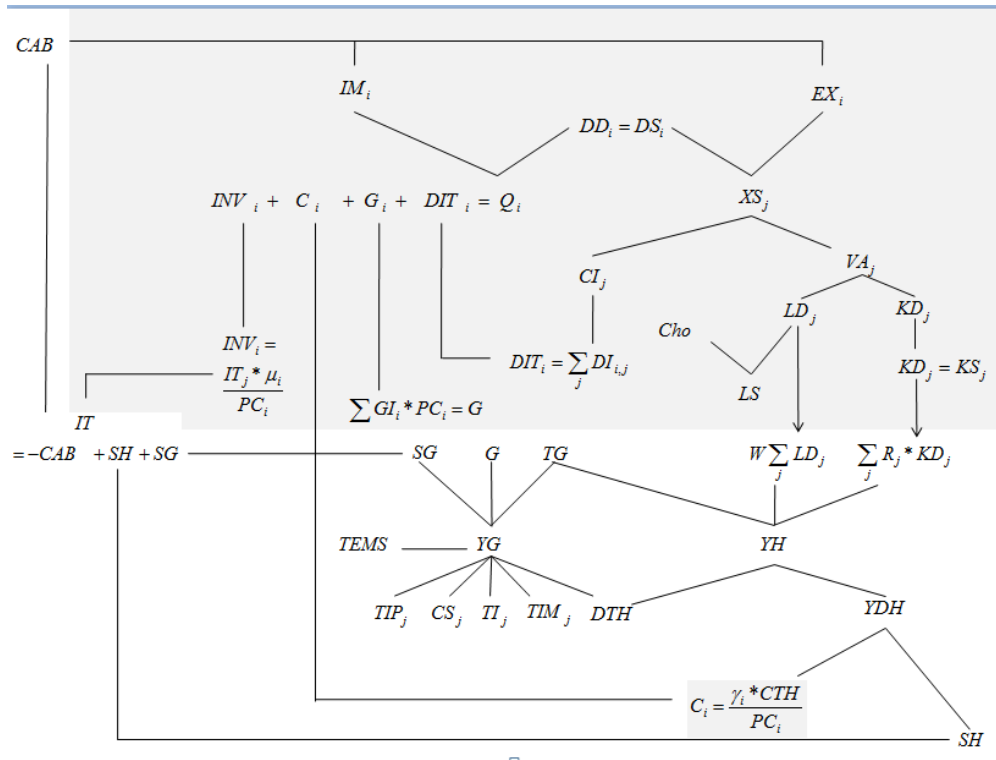 CAB
IM_i
EX_i
DD_i = DS_i
INV_i + C_i + G_i + DIT_i = Q_i
XS_j
CI_j
VA_j
LD_j
KD_j
Cho
INV_i =
IT_j * μ_i
PC_i
DIT_i = ∑_j DI_{i,j}
LS
KD_j = KS_j
∑ GI_i * PC_i = G
IT
= −CAB + SH + SG
SG
G
TG
W ∑_j LD_j
∑_j R_j * KD_j
TEMS
YG
YH
TIP_j
CS_j
TI_j
TIM_j
DTH
YDH
C_i = γ_i * CTH
PC_i
SH